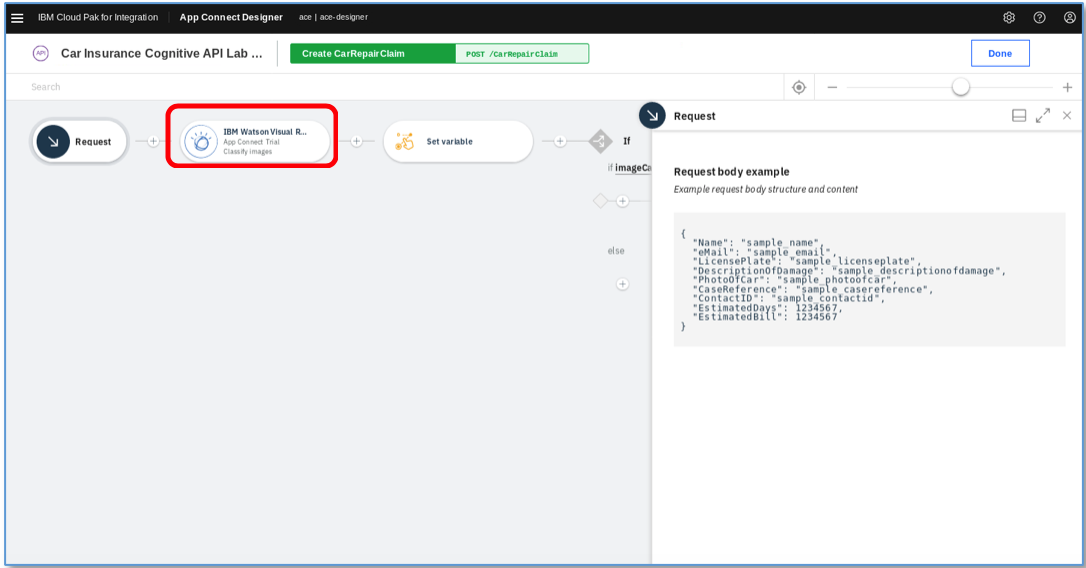 IBM Cloud Pak for Integration App Connect Designer ace | ace-designer
API Car Insurance Cognitive API Lab ... Create CarRepairClaim POST /CarRepairClaim Done
Search
Request
IBM Watson Visual R...
App Connect Trial
Classify images
Set variable
If
if imageCa
else
Request
Request body example
Example request body structure and content
{
"Name": "sample_name",
"eMail": "sample_email",
"LicensePlate": "sample_licenseplate",
"DescriptionOfDamage": "sample_descriptionofdamage",
"PhotoOfCar": "sample_photoofcar",
"CaseReference": "sample_casereference",
"ContactID": "sample_contactid",
"EstimatedDays": 1234567,
"EstimatedBill": 1234567
}